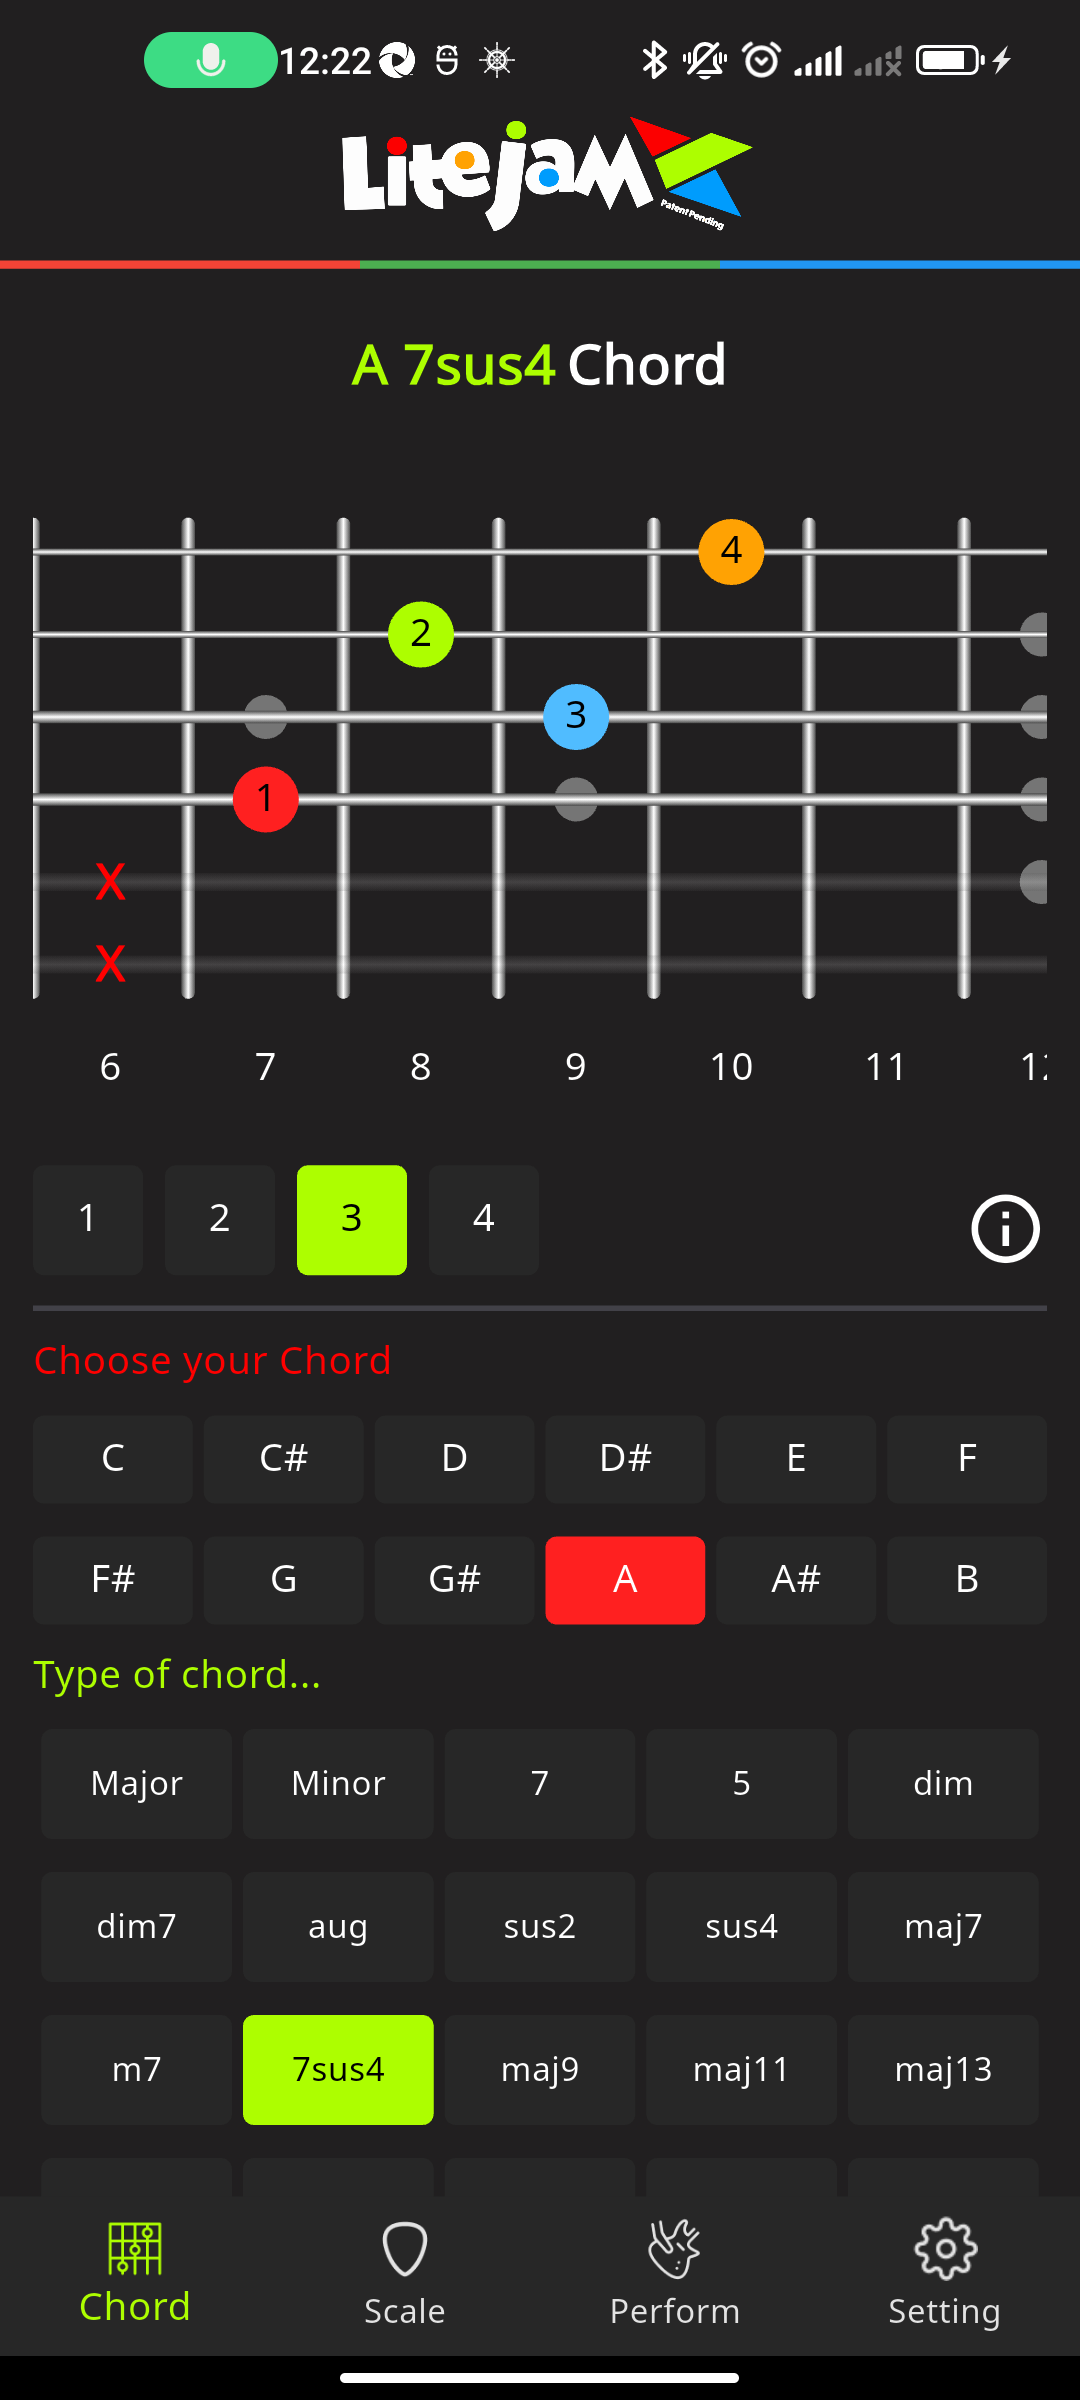 12:22
Litejam
Patent Pending
A 7sus4 Chord
4
2
3
1
X
X
6 7 8 9 10 11 12
1 2 3 4
Choose your Chord
C C# D D# E F
F# G G# A A# B
Type of chord...
Major Minor 7 5 dim
dim7 aug sus2 sus4 maj7
m7 7sus4 maj9 maj11 maj13
Chord Scale Perform Setting